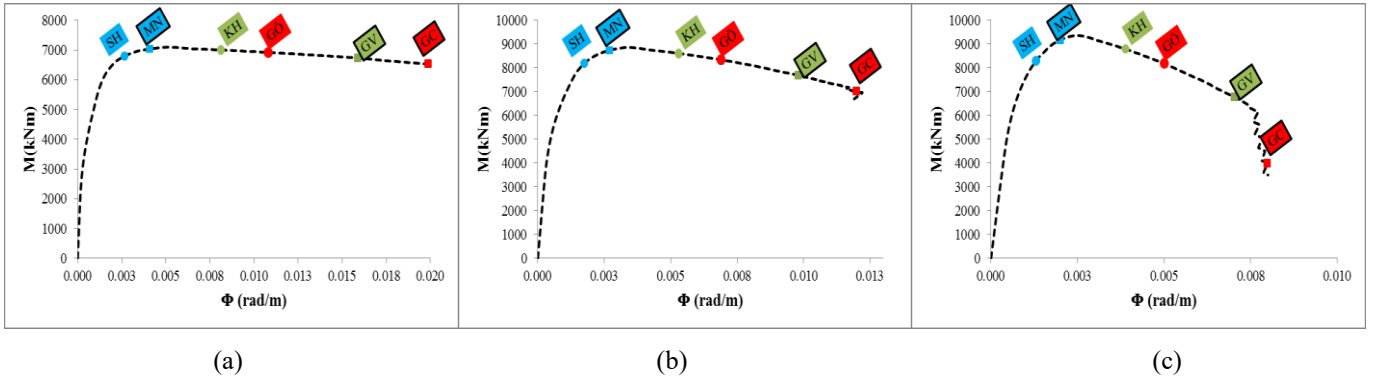 8000
7000
6000
5000
4000
3000
2000
1000
0
M(kNm)
SH
MN
KH
GÖ
GV
GC
0.000 0.003 0.005 0.008 0.010 0.013 0.015 0.018 0.020
Φ (rad/m)
(a)
10000
9000
8000
7000
6000
5000
4000
3000
2000
1000
0
M(kNm)
SH
MN
KH
GÖ
GV
GC
0.000 0.003 0.005 0.008 0.010 0.013
Φ (rad/m)
(b)
10000
9000
8000
7000
6000
5000
4000
3000
2000
1000
0
M(kNm)
SH
MN
KH
GÖ
GV
GC
0.000 0.003 0.005 0.008 0.010
Φ (rad/m)
(c)